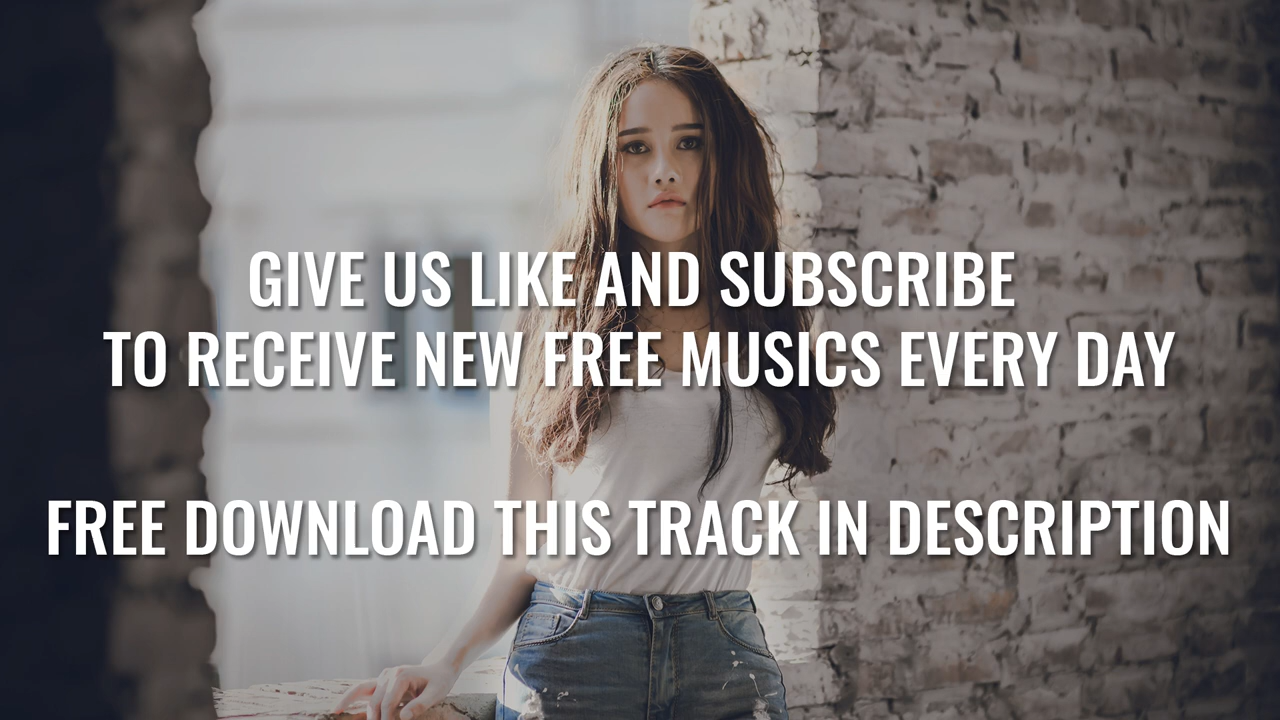 GIVE US LIKE AND SUBSCRIBE
TO RECEIVE NEW FREE MUSICS EVERY DAY
FREE DOWNLOAD THIS TRACK IN DESCRIPTION